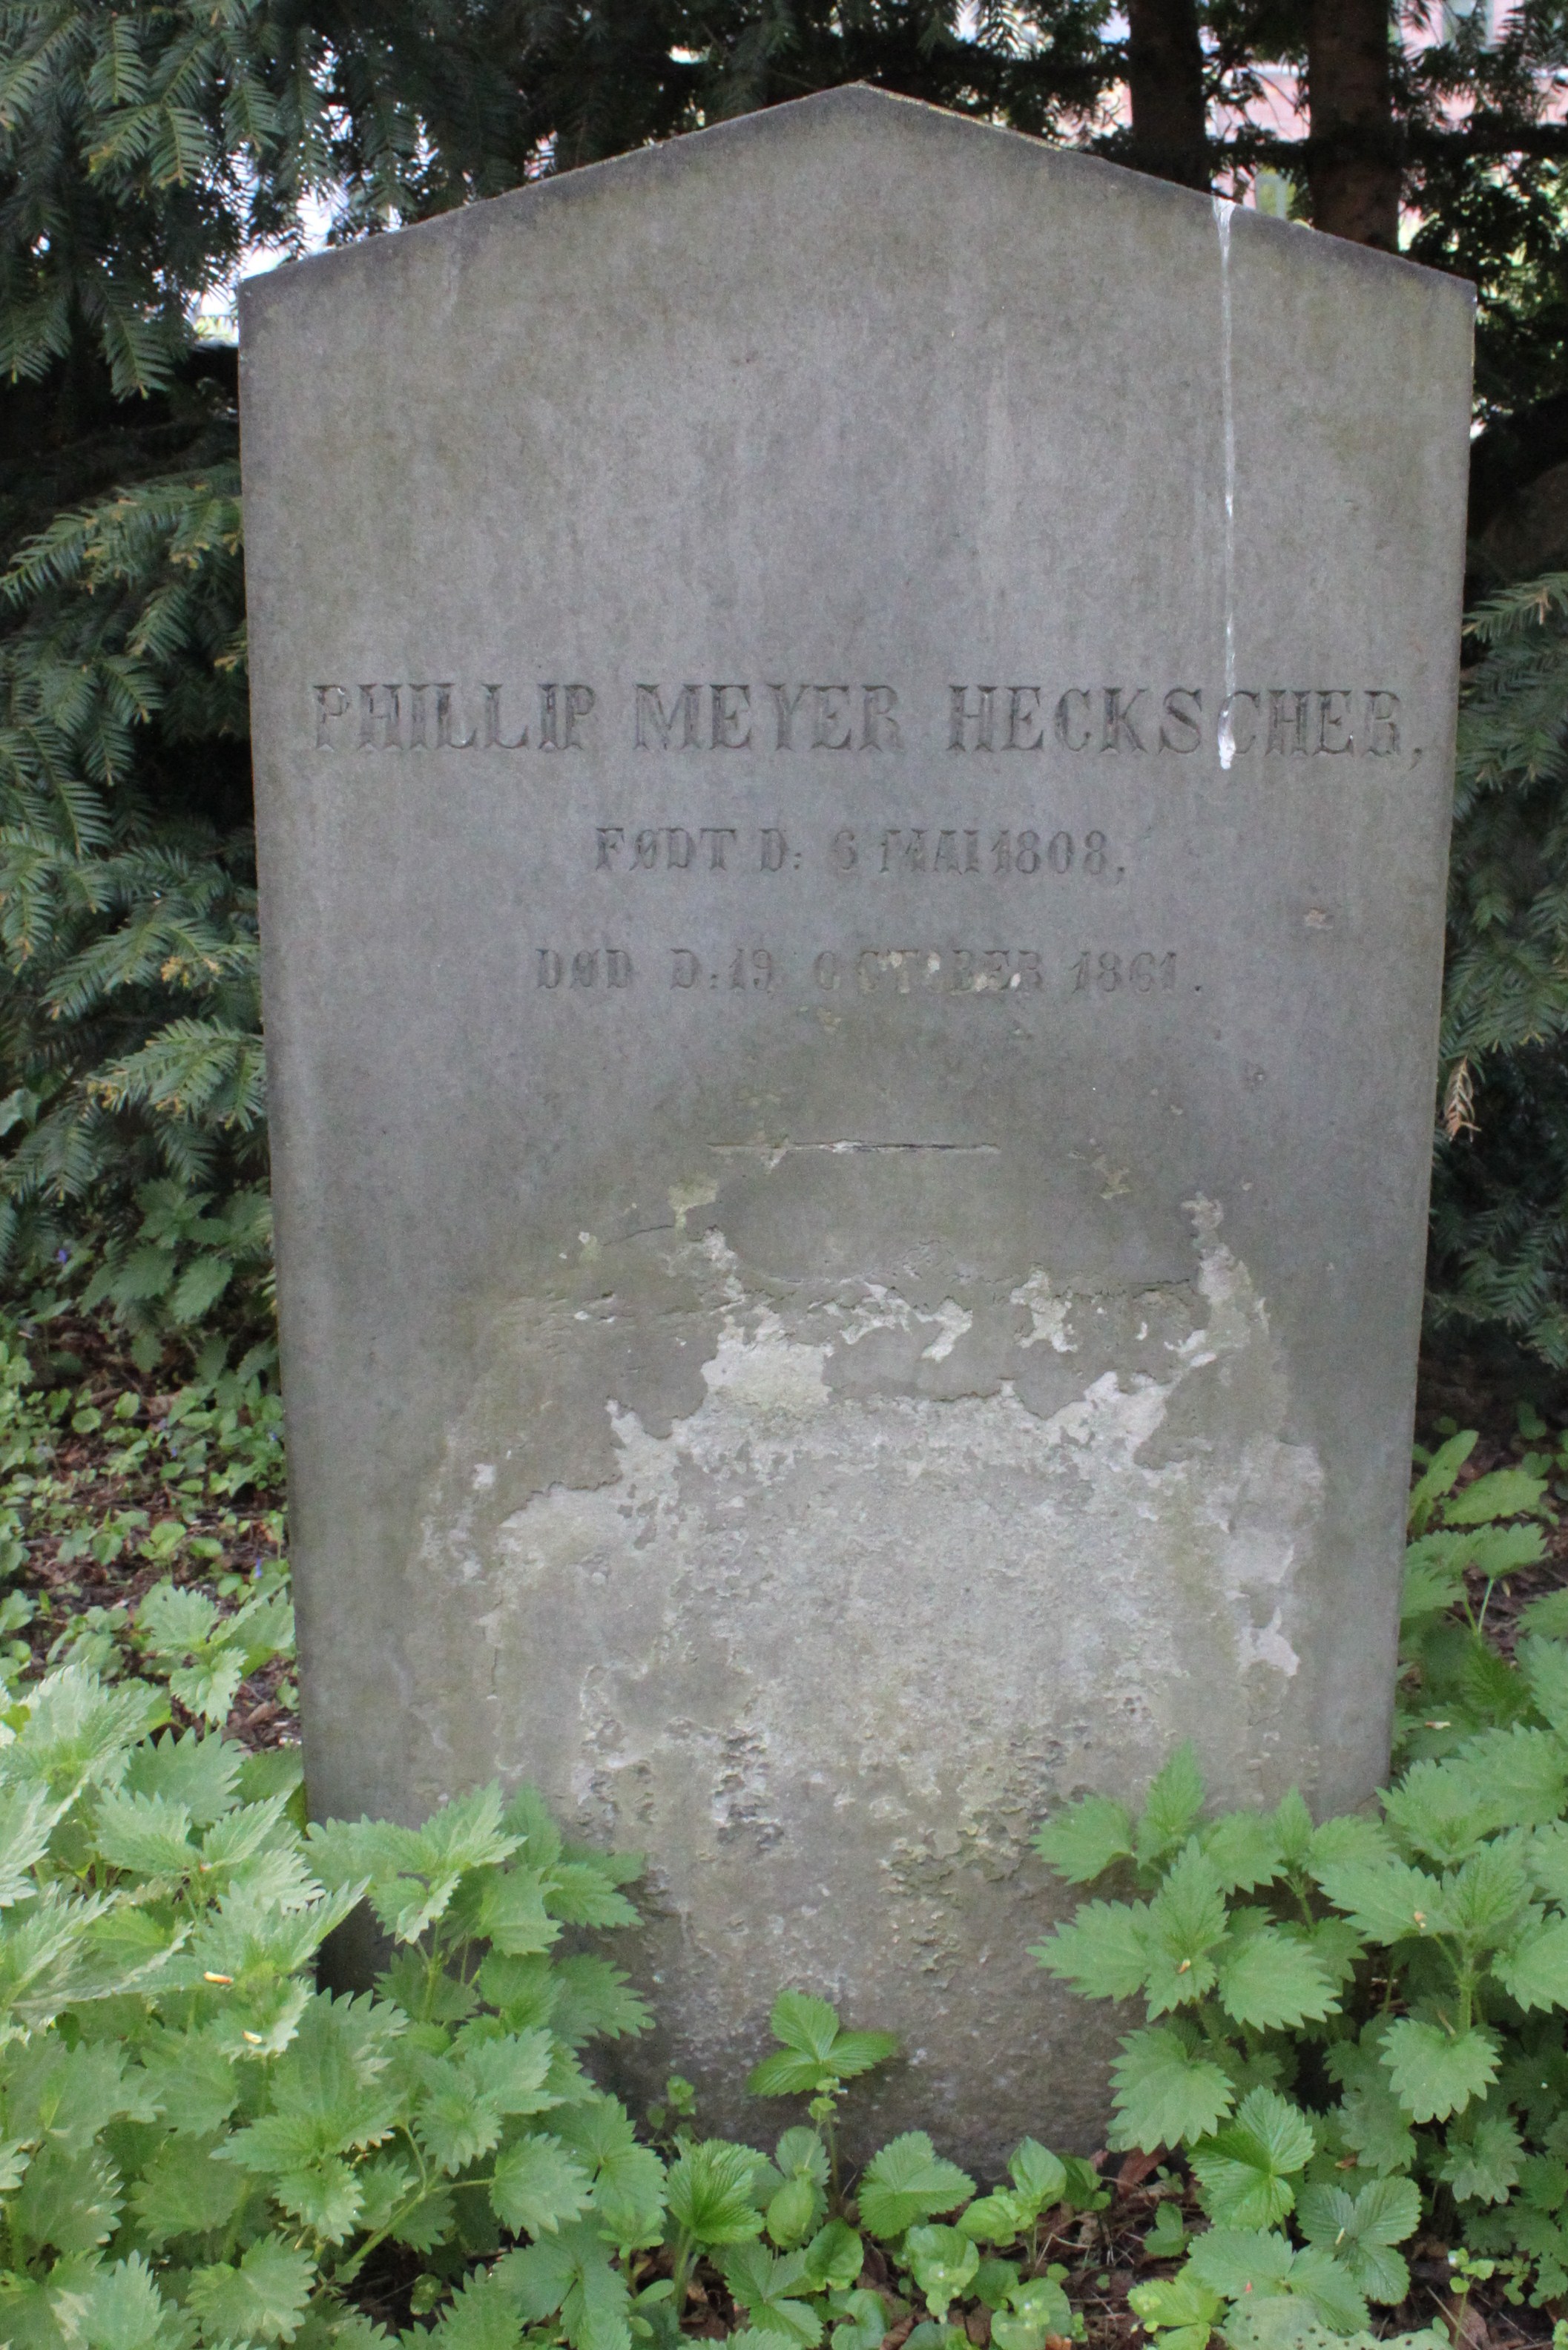 PHILLIP MEYER HECKSCHER,
FØDT D: 6 MAI 1808,
DØD D: 19 OCTOBER 1861.